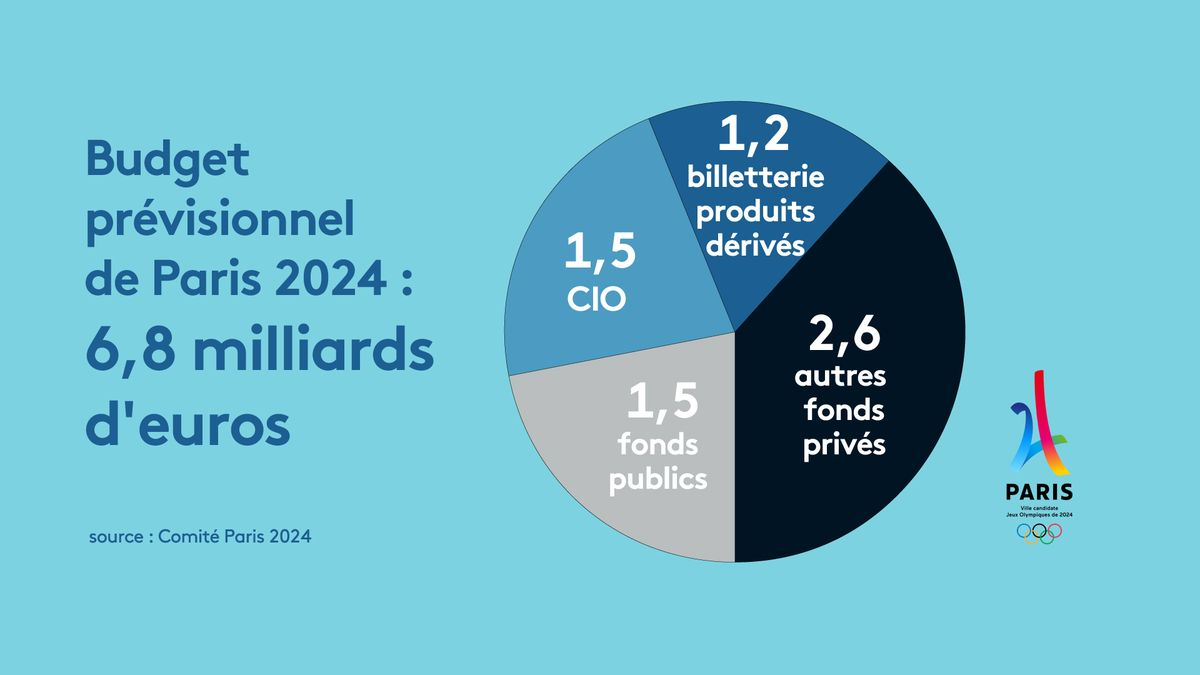 Budget
prévisionnel
de Paris 2024 :
6,8 milliards
d'euros
source : Comité Paris 2024
1,2
billetterie
produits
dérivés
1,5
CIO
2,6
autres
fonds
privés
1,5
fonds
publics
PARIS
Ville candidate
Jeux Olympiques de 2024